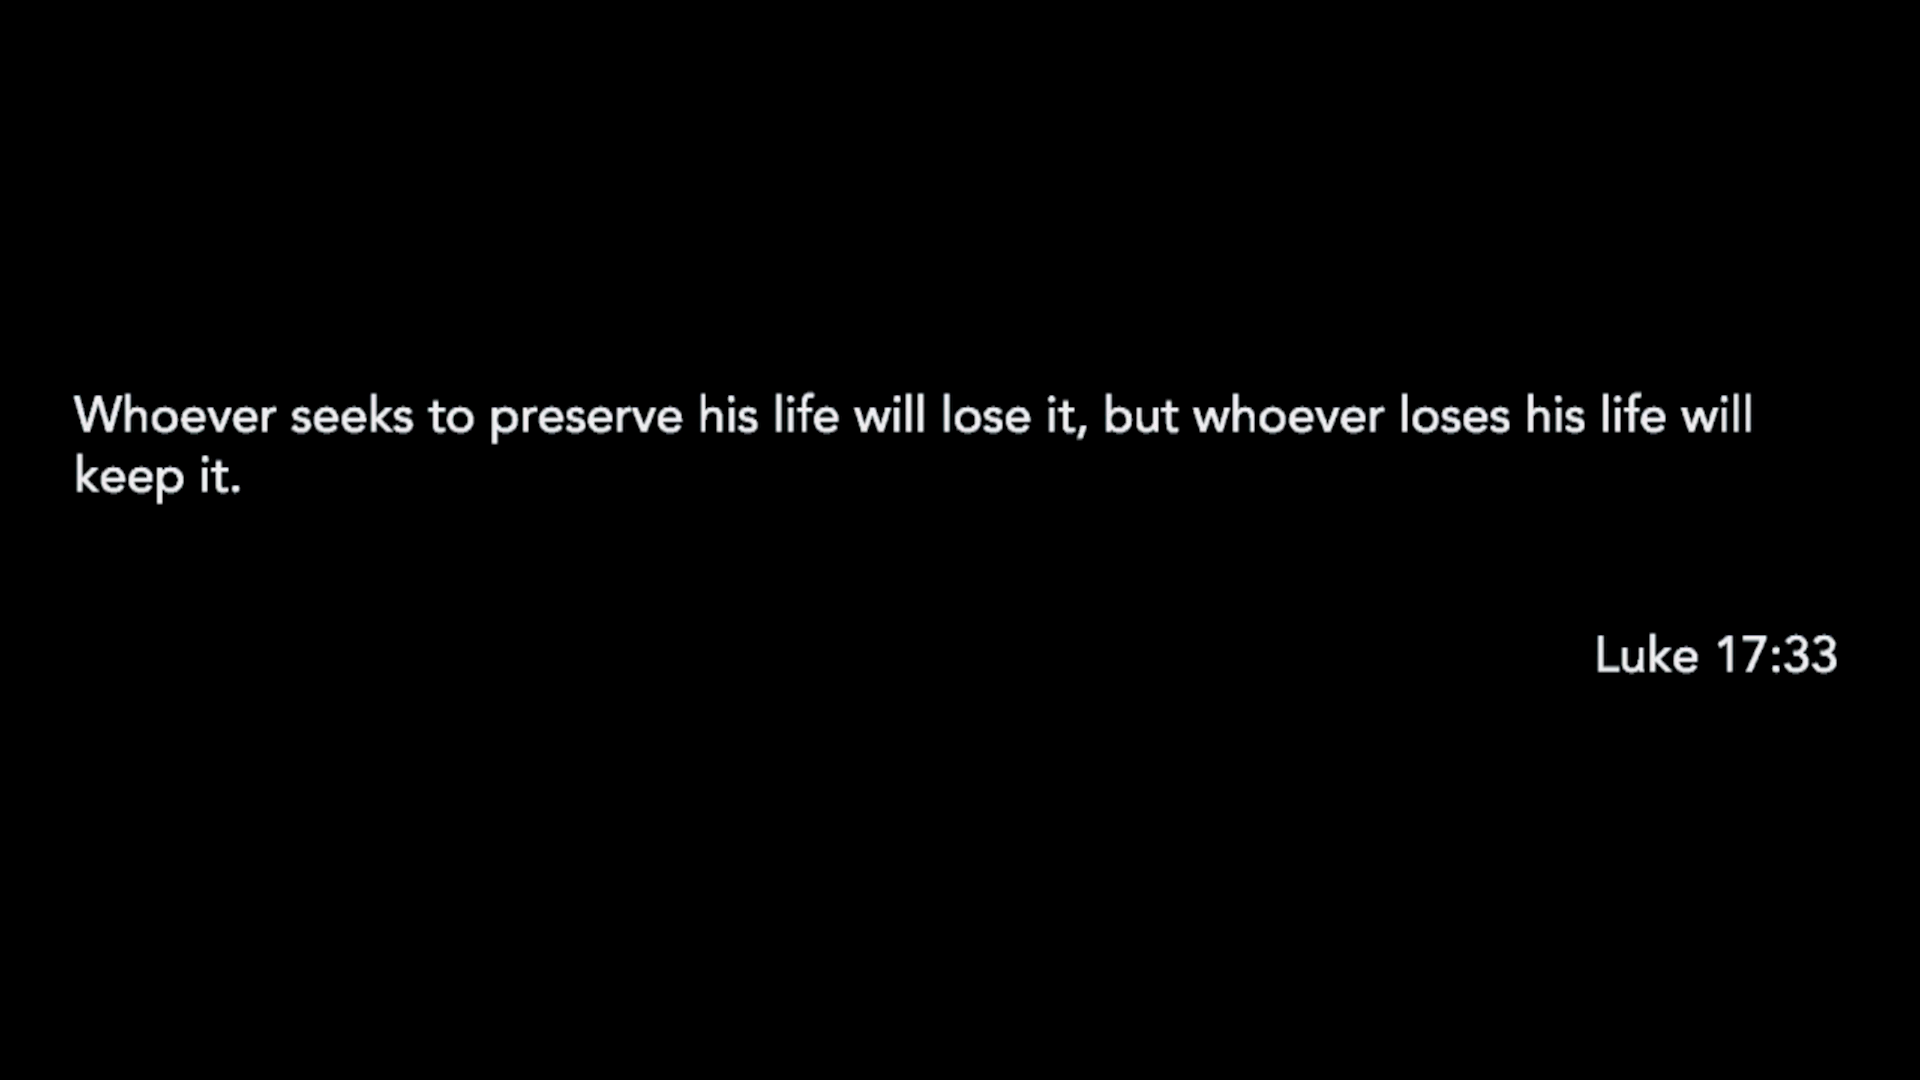 Whoever seeks to preserve his life will lose it, but whoever loses his life will
keep it.
Luke 17:33